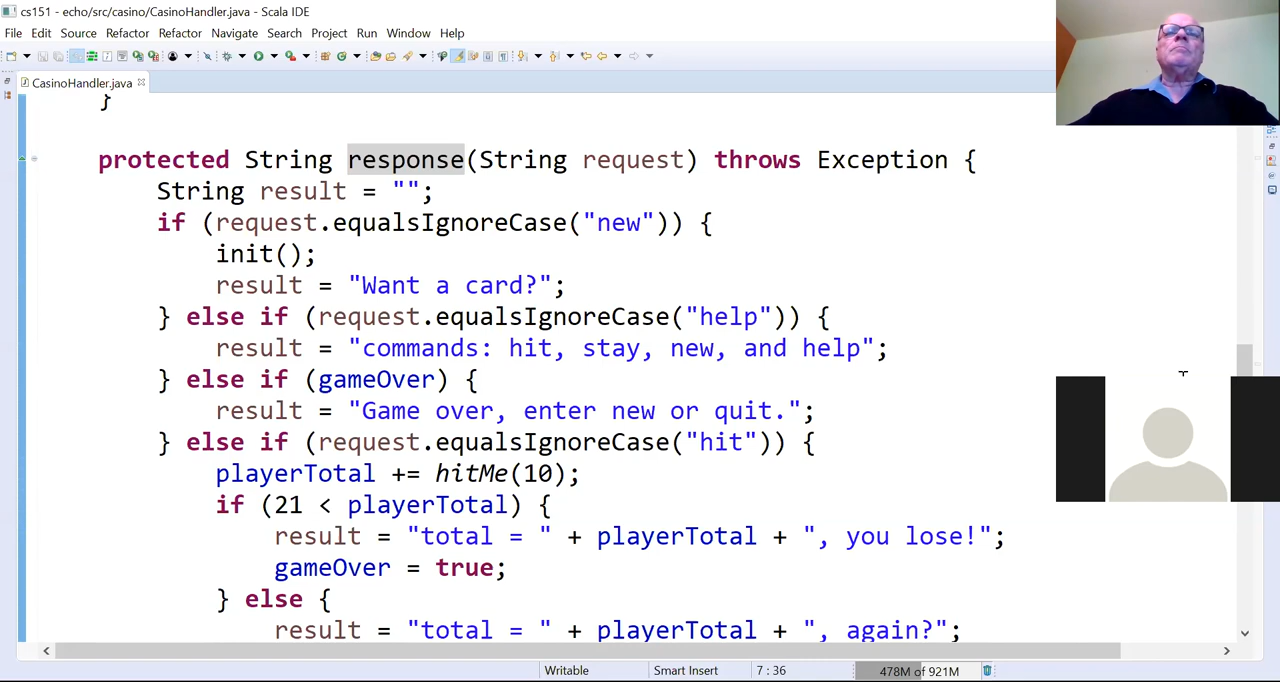 cs151 - echo/src/casino/CasinoHandler.java - Scala IDE
File Edit Source Refactor Refactor Navigate Search Project Run Window Help
CasinoHandler.java
}
protected String response(String request) throws Exception {
String result = "";
if (request.equalsIgnoreCase("new")) {
init();
result = "Want a card?";
} else if (request.equalsIgnoreCase("help")) {
result = "commands: hit, stay, new, and help";
} else if (gameOver) {
result = "Game over, enter new or quit.";
} else if (request.equalsIgnoreCase("hit")) {
playerTotal += hitMe(10);
if (21 < playerTotal) {
result = "total = " + playerTotal + ", you lose!";
gameOver = true;
} else {
result = "total = " + playerTotal + ", again?";
Writable Smart Insert 7 : 36 478M of 921M